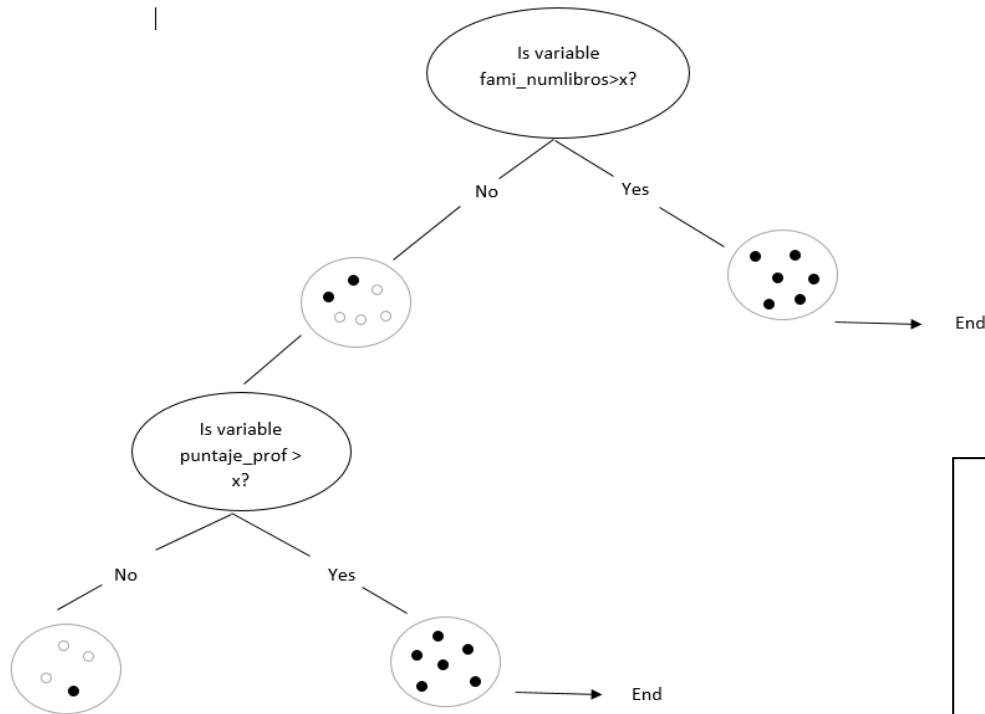 Is variable
fami_numlibros>x?
No
Yes
End
Is variable
puntaje_prof >
x?
No
Yes
End